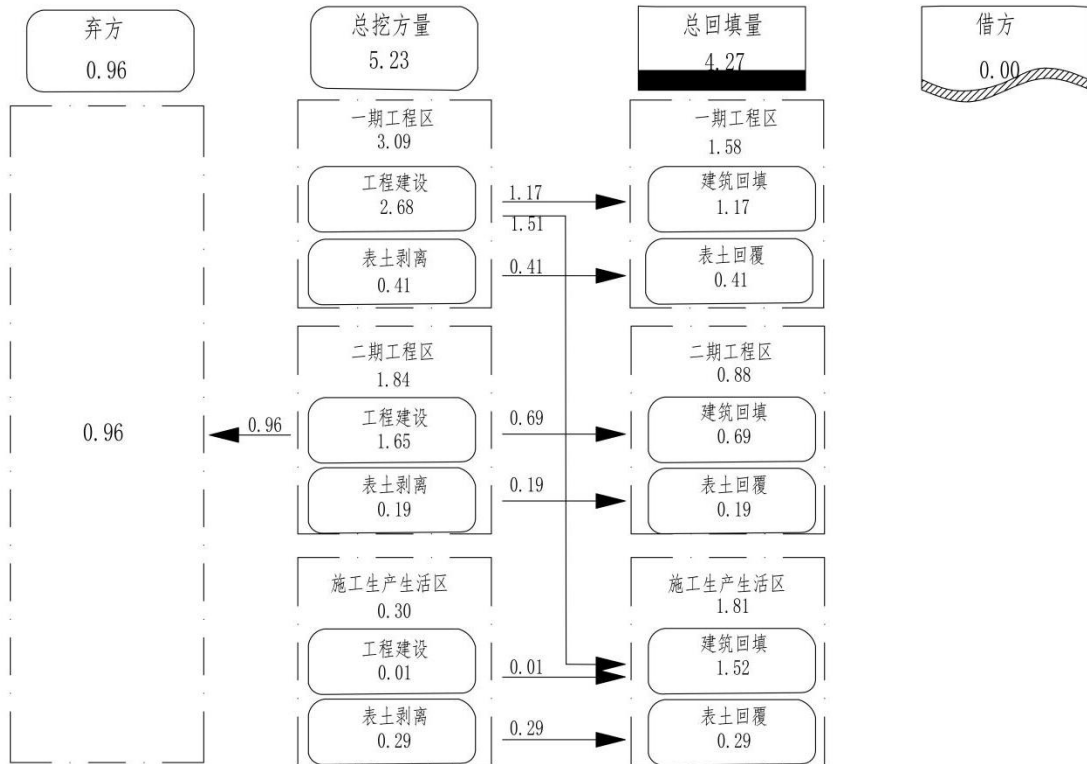 弃方
0.96
总挖方量
5.23
总回填量
4.27
借方
0.00
一期工程区
3.09
工程建设
2.68
表土剥离
0.41
1.17
1.51
0.41
一期工程区
1.58
建筑回填
1.17
表土回覆
0.41
0.96
0.96
二期工程区
1.84
工程建设
1.65
表土剥离
0.19
0.69
0.19
二期工程区
0.88
建筑回填
0.69
表土回覆
0.19
施工生产生活区
0.30
工程建设
0.01
表土剥离
0.29
0.01
0.29
施工生产生活区
1.81
建筑回填
1.52
表土回覆
0.29